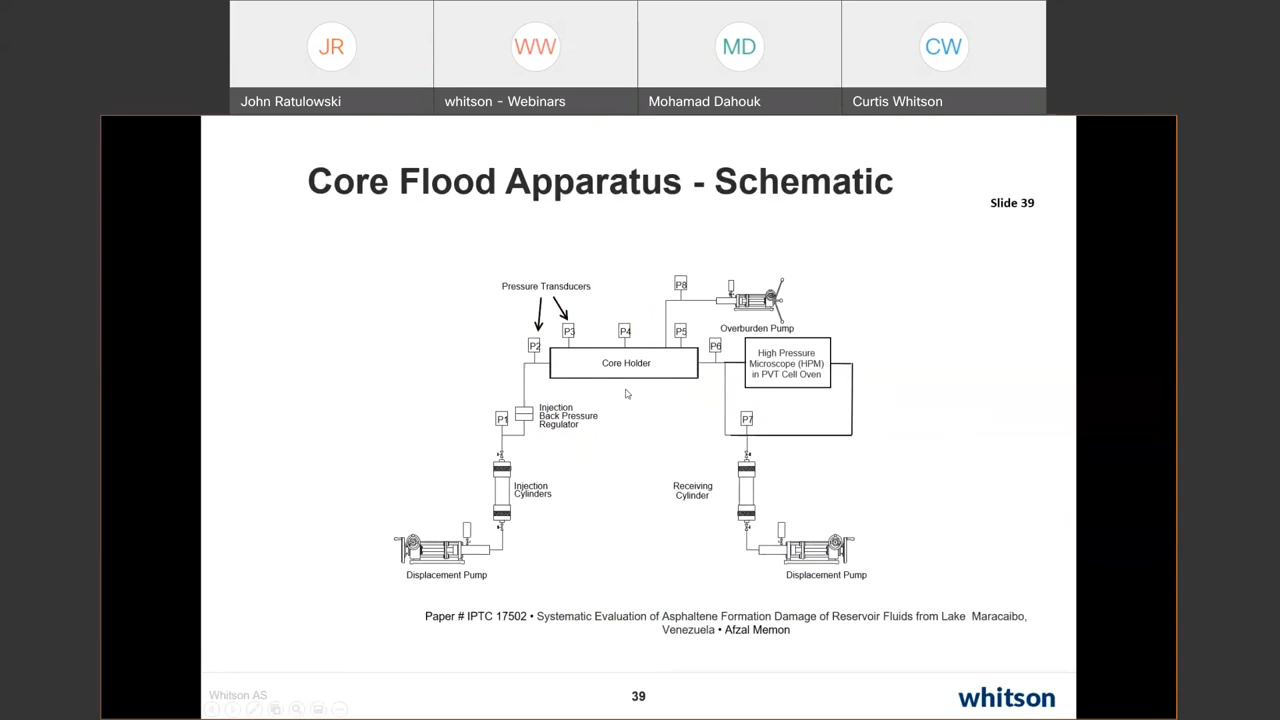 JR
WW
MD
CW
John Ratulowski
whitson - Webinars
Mohamad Dahouk
Curtis Whitson
Core Flood Apparatus - Schematic
Slide 39
Pressure Transducers
P8
P2
P3
P4
P5
P6
Overburden Pump
Core Holder
High Pressure
Microscope (HPM)
in PVT Cell Oven
P1
Injection
Back Pressure
Regulator
P7
Injection
Cylinders
Receiving
Cylinder
Displacement Pump
Displacement Pump
Paper # IPTC 17502 • Systematic Evaluation of Asphaltene Formation Damage of Reservoir Fluids from Lake Maracaibo,
Venezuela • Afzal Memon
Whitson AS
39
whitson